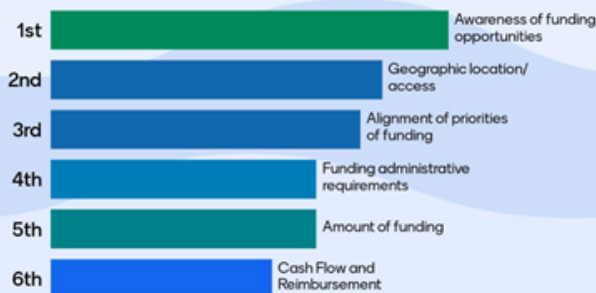 1st
Awareness of funding
opportunities
2nd
Geographic location/
access
3rd
Alignment of priorities
of funding
4th
Funding administrative
requirements
5th
Amount of funding
6th
Cash Flow and
Reimbursement